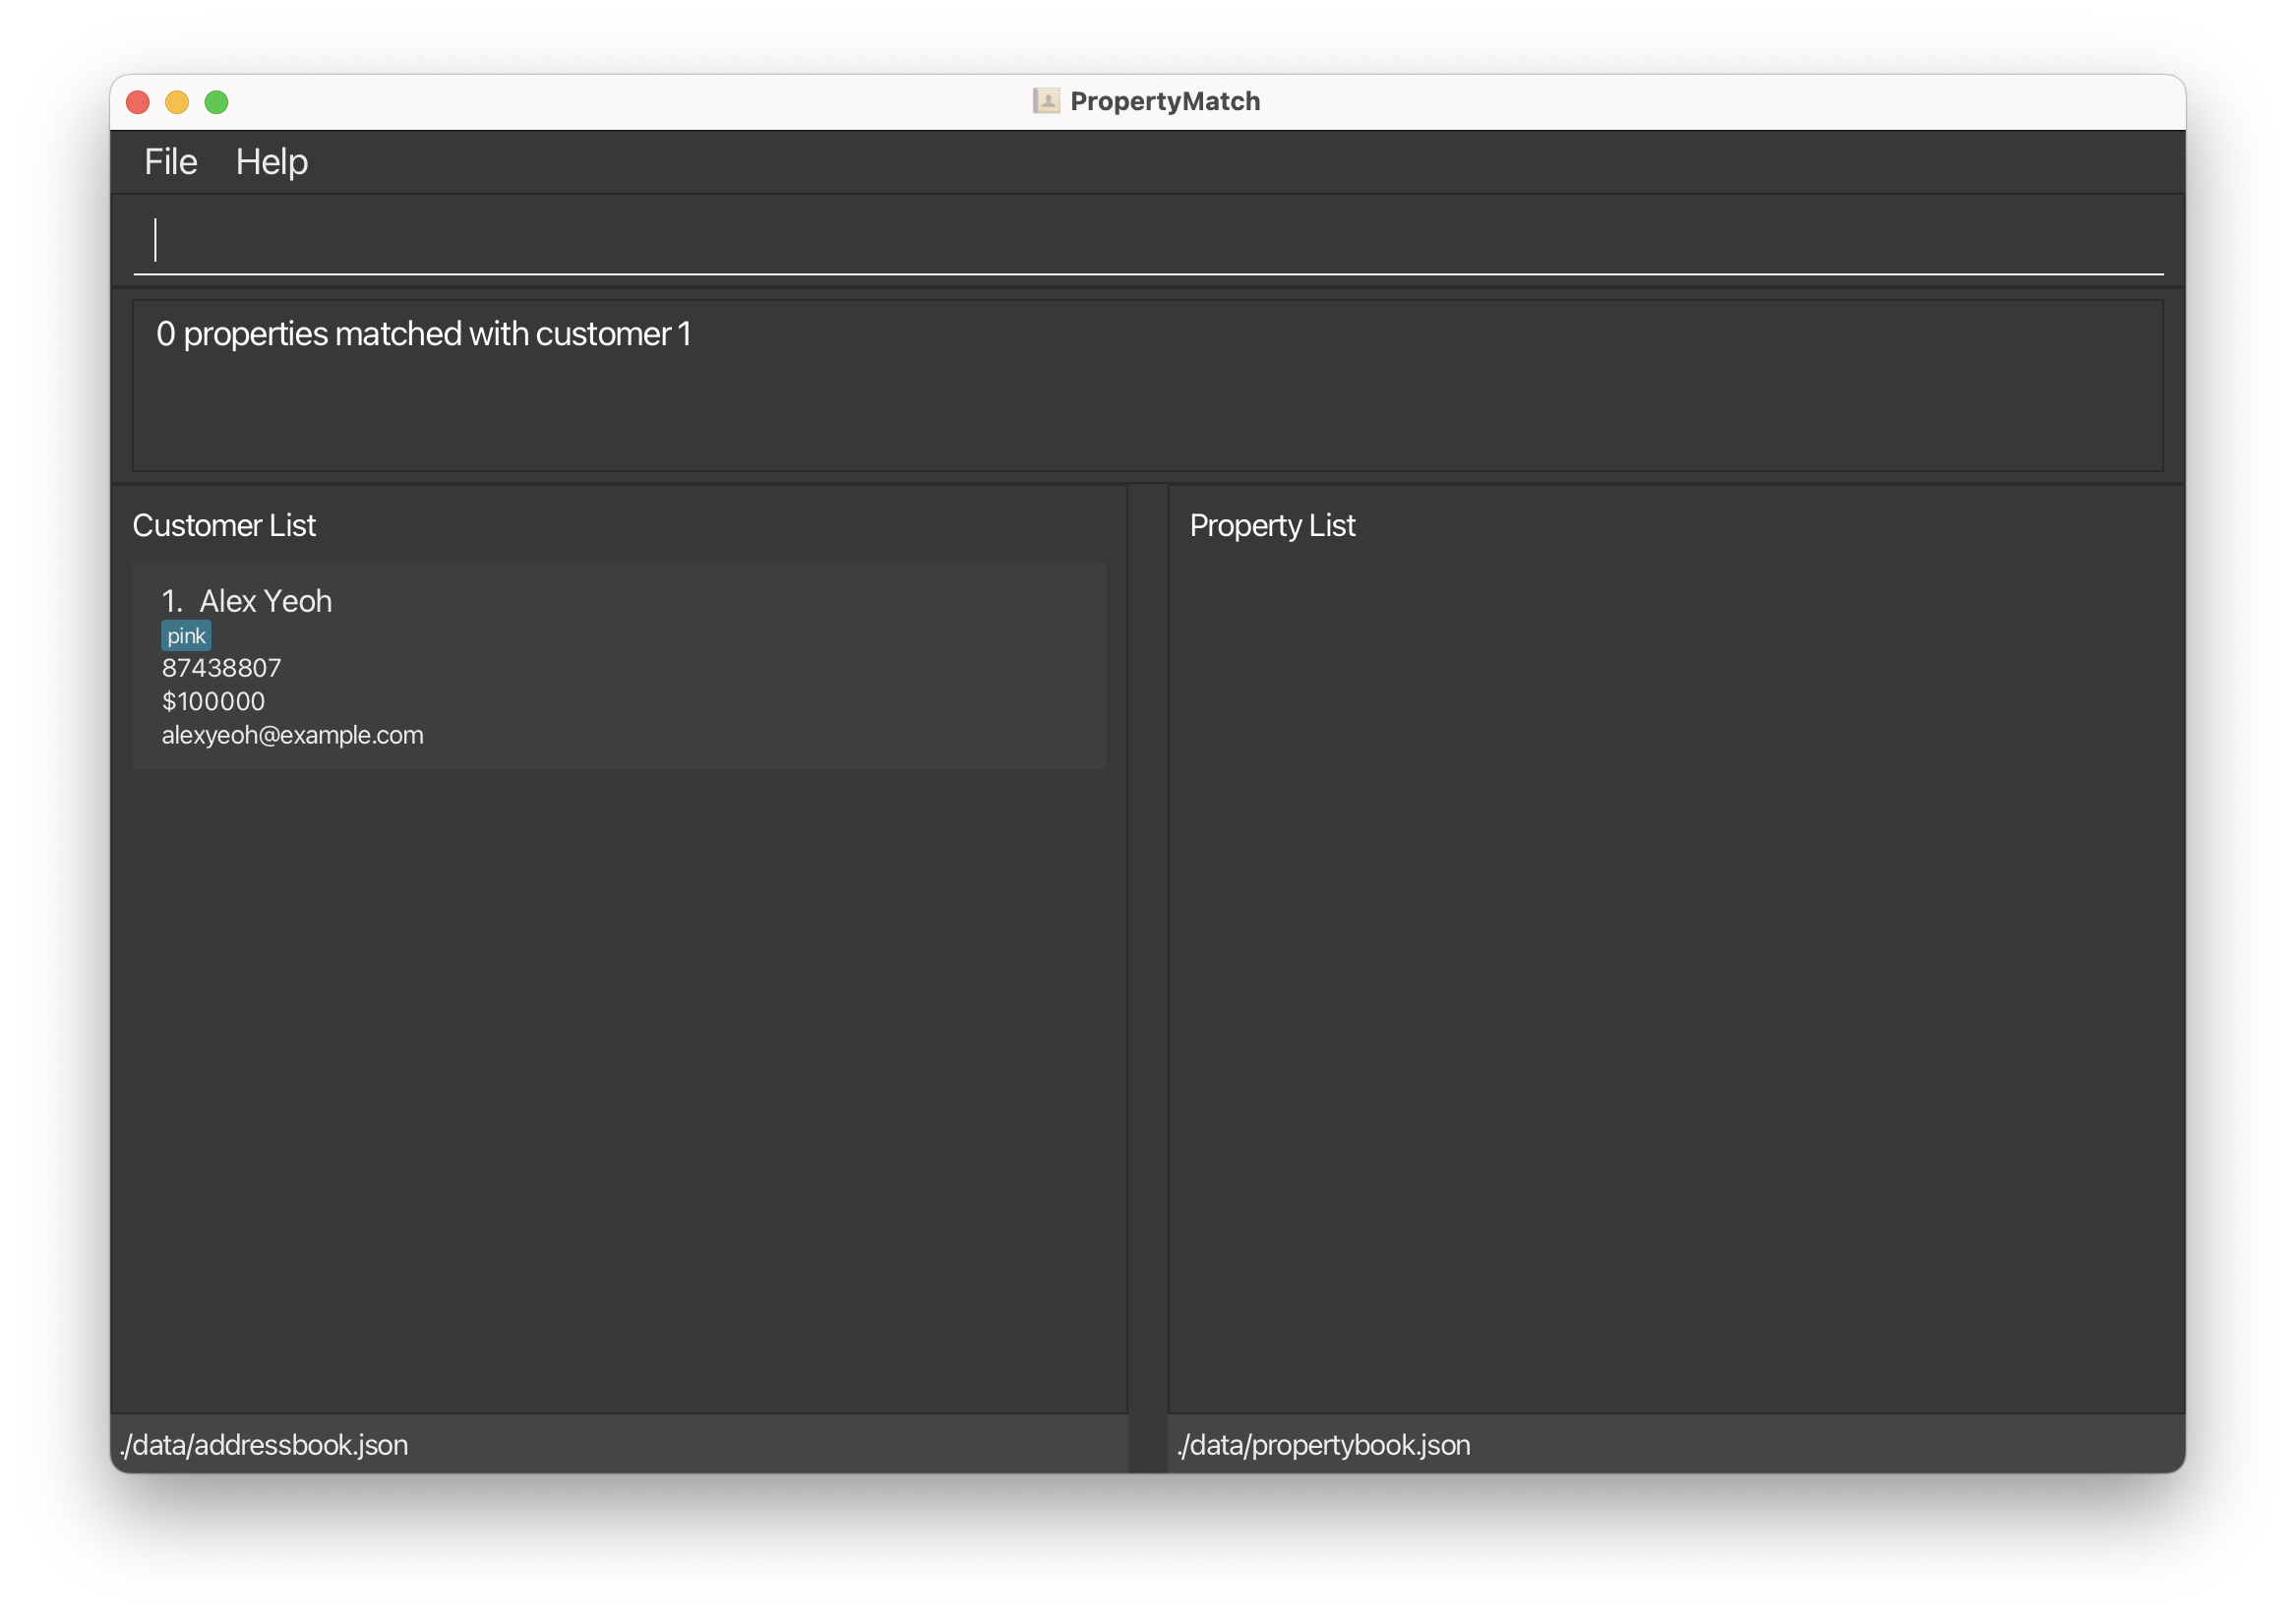 PropertyMatch
File Help
0 properties matched with customer 1
Customer List
1. Alex Yeoh
pink
87438807
$100000
alexyeoh@example.com
Property List
./data/addressbook.json
./data/propertybook.json